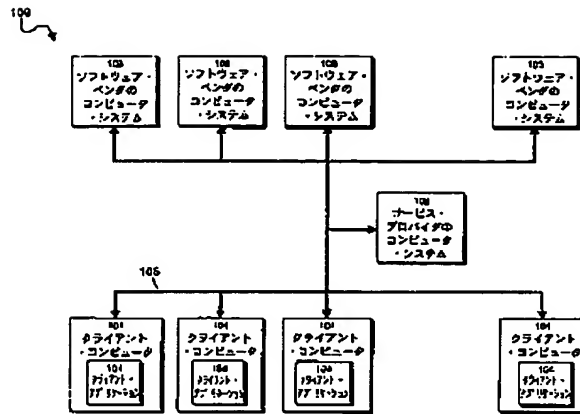 100
ソフトウェア・
ベンダの
コンピュータ
・システム
ソフトウェア・
ベンダの
コンピュータ
・システム
ソフトウェア・
ベンダの
コンピュータ
・システム
ソフトウェア・
ベンダの
コンピュータ
・システム
サービス・
プロバイダの
コンピュータ
・システム
105
101
クライアント
・コンピュータ
クライアント・
アプリケーション
101
クライアント
・コンピュータ
クライアント・
アプリケーション
101
クライアント
・コンピュータ
クライアント・
アプリケーション
101
クライアント
・コンピュータ
クライアント・
アプリケーション